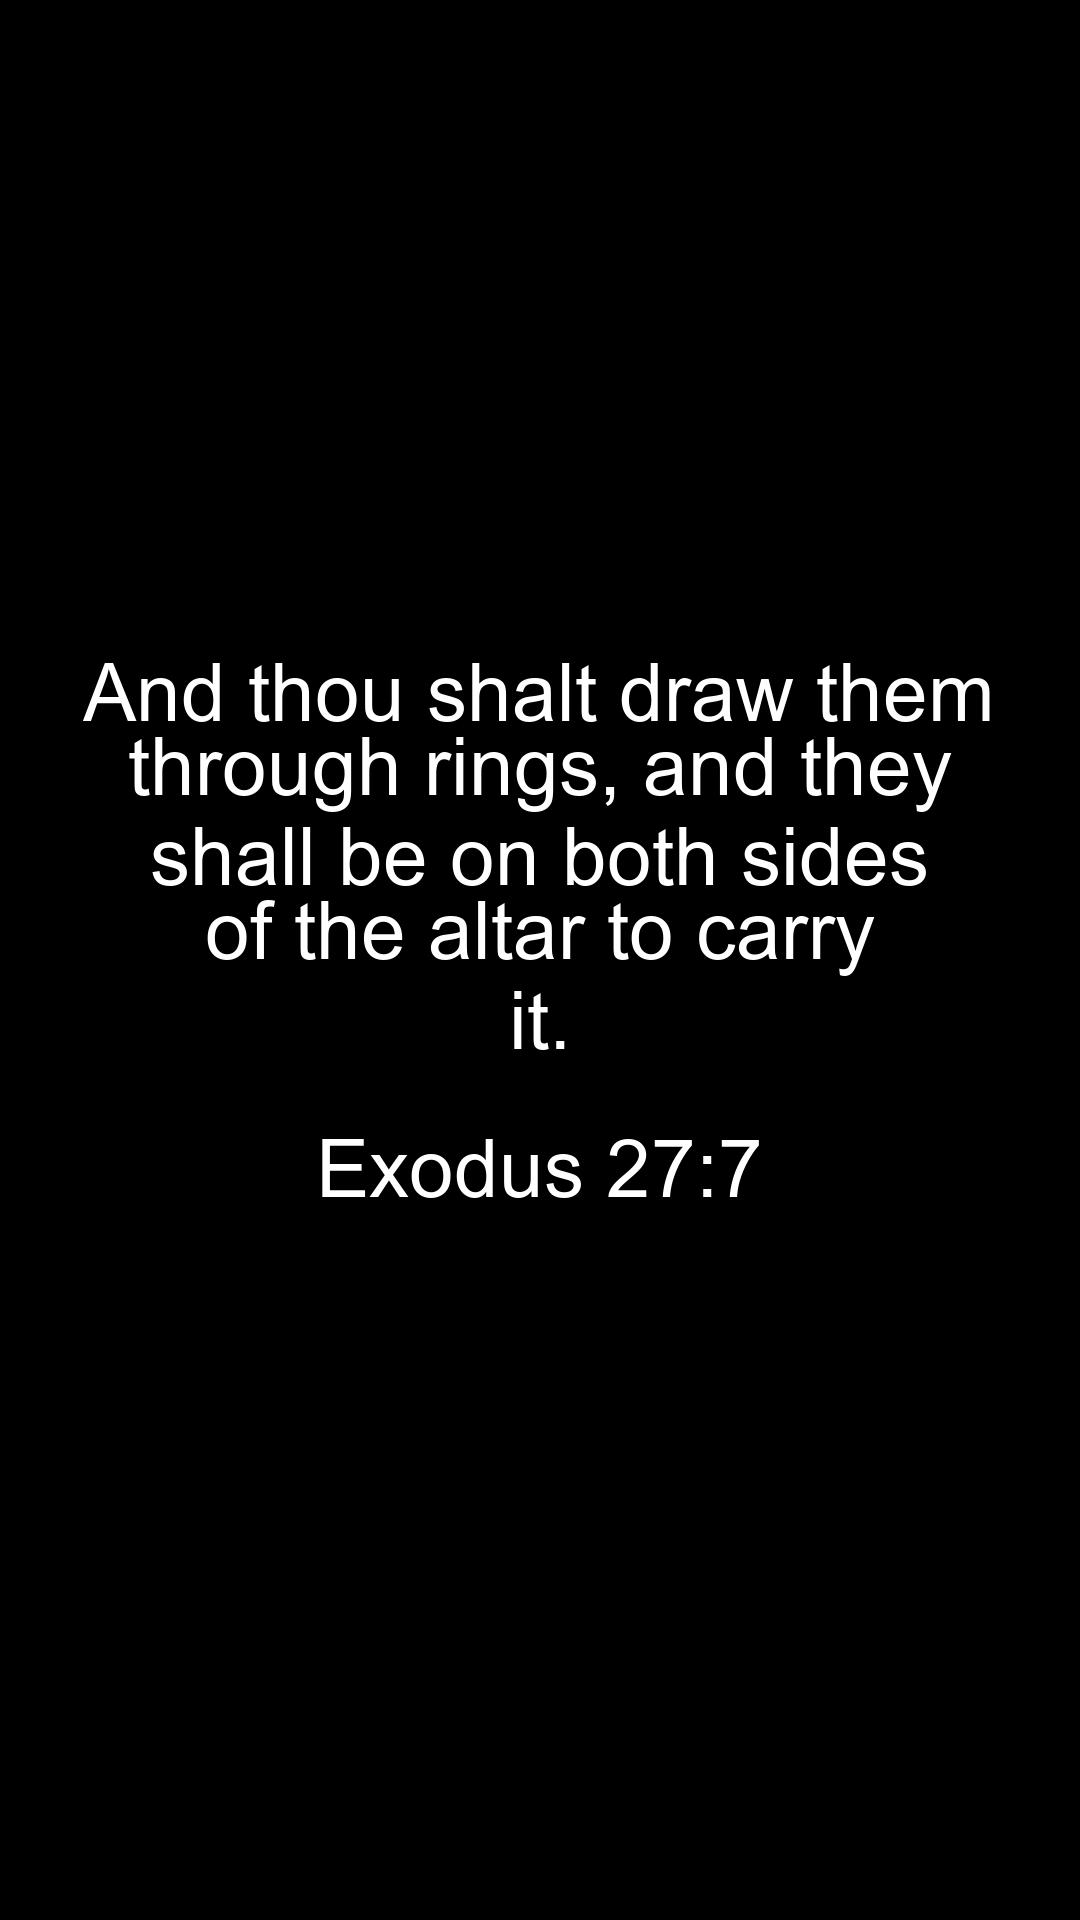 And thou shalt draw them
through rings, and they
shall be on both sides
of the altar to carry
it.
Exodus 27:7